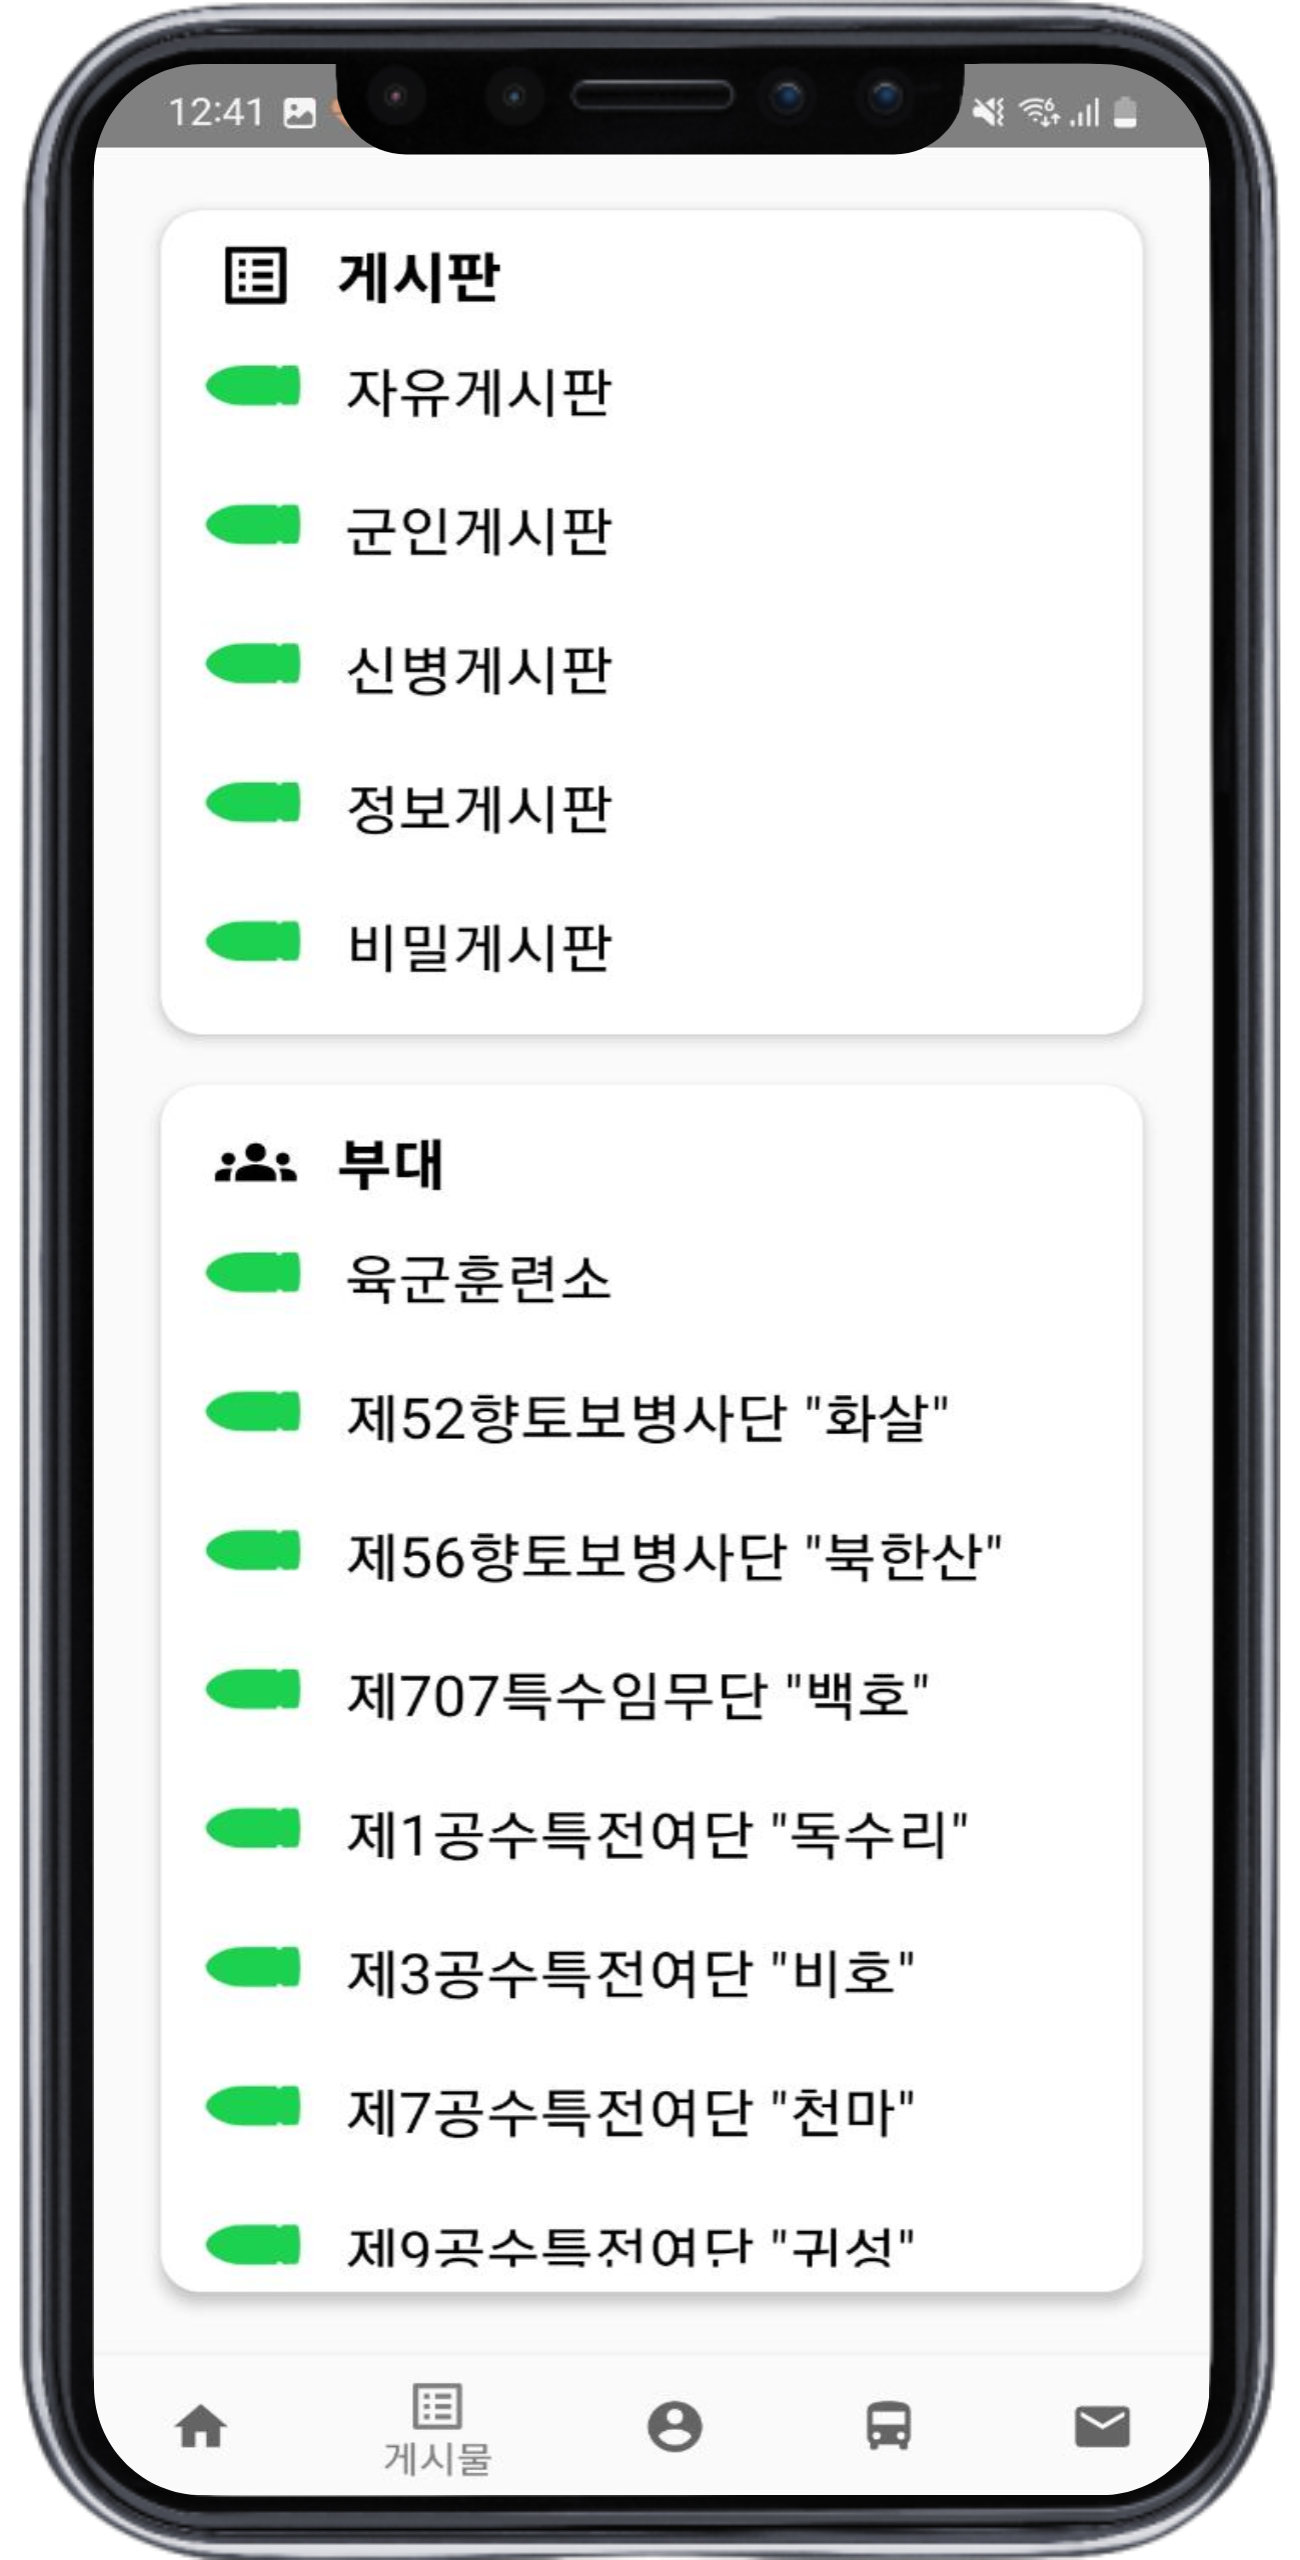 12:41
게시판
자유게시판
군인게시판
신병게시판
정보게시판
비밀게시판
부대
육군훈련소
제52향토보병사단 "화살"
제56향토보병사단 "북한산"
제707특수임무단 "백호"
제1공수특전여단 "독수리"
제3공수특전여단 "비호"
제7공수특전여단 "천마"
제9공수특전여단 "귀성"
게시물